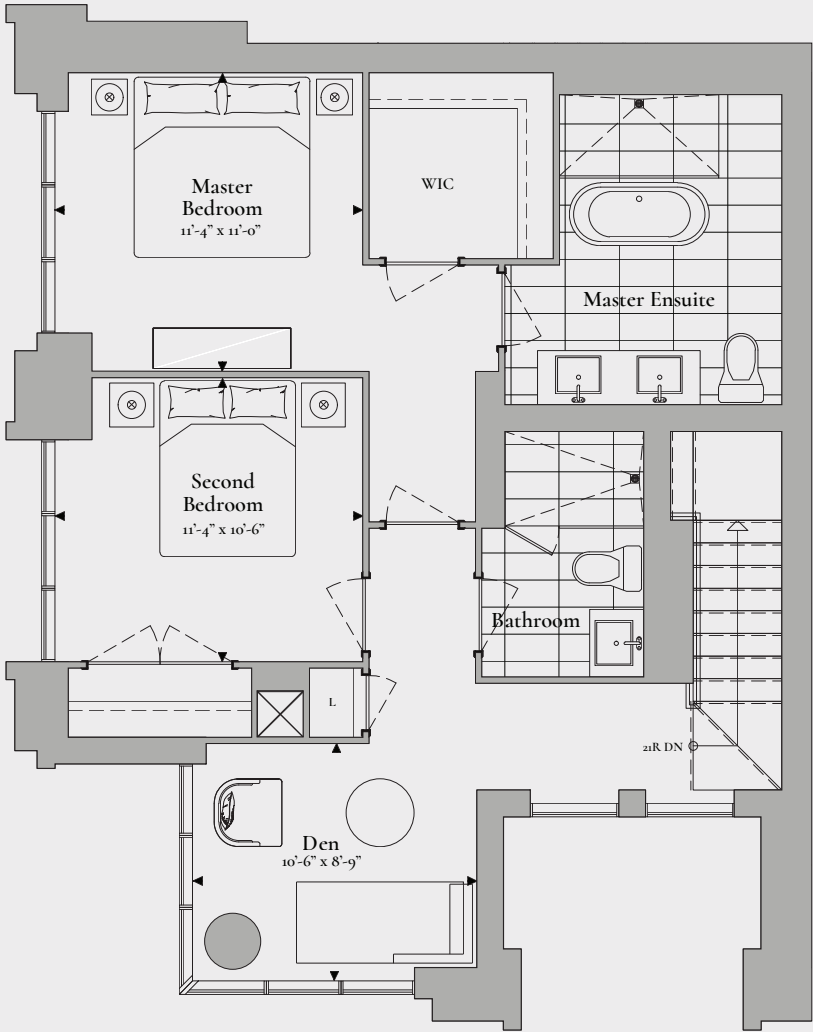 Master
Bedroom
11'-4” x 11'-0”
WIC
Master Ensuite
Second
Bedroom
11'-4” x 10'-6”
Bathroom
L
21R DN
Den
10'-6” x 8'-9”